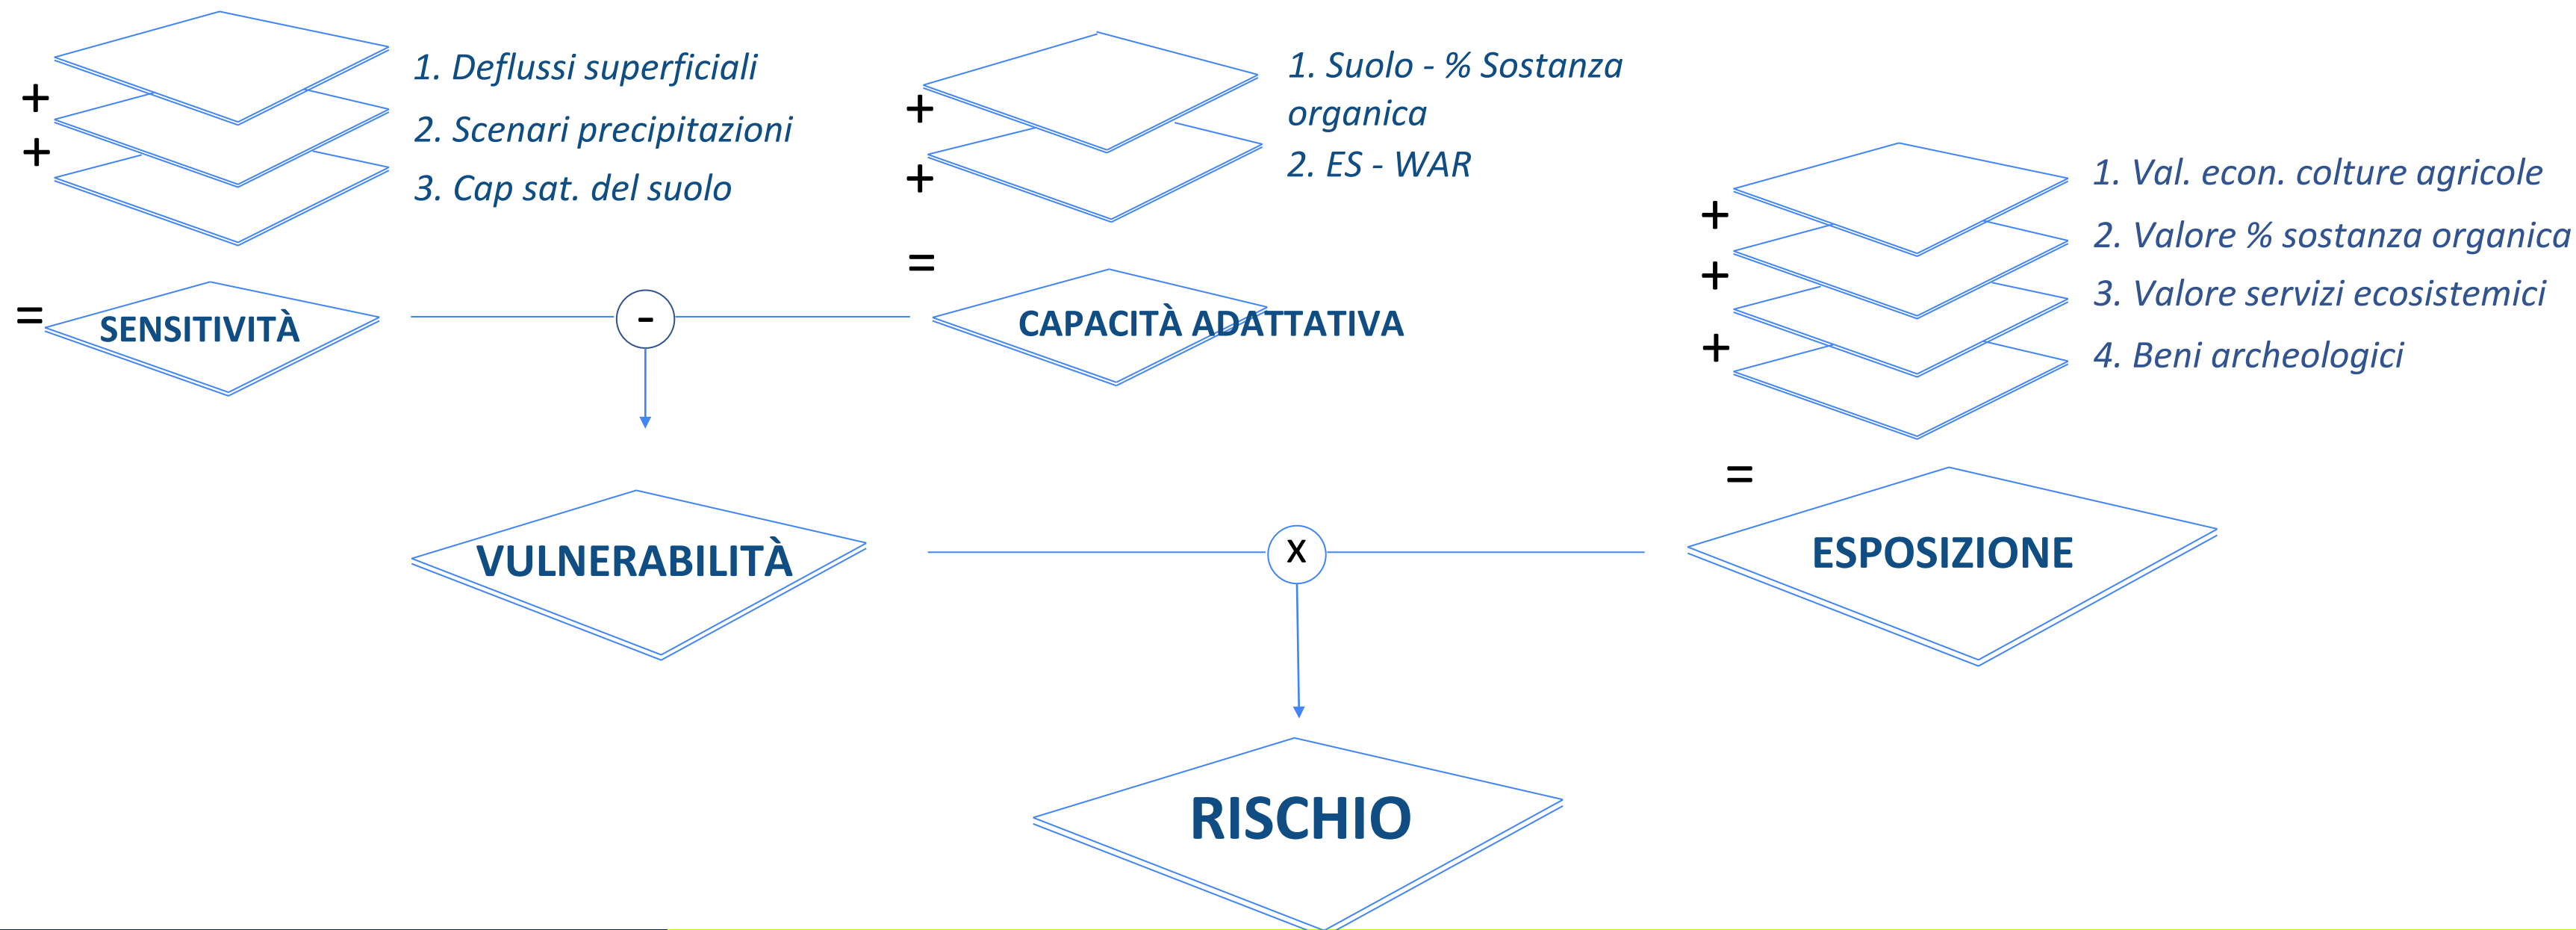 +
+
1. Deflussi superficiali
2. Scenari precipitazioni
3. Cap sat. del suolo
=
SENSITIVITÀ
-
+
+
1. Suolo - % Sostanza
organica
2. ES - WAR
=
CAPACITÀ ADATTATIVA
+
+
+
1. Val. econ. colture agricole
2. Valore % sostanza organica
3. Valore servizi ecosistemici
4. Beni archeologici
=
VULNERABILITÀ
x
ESPOSIZIONE
RISCHIO